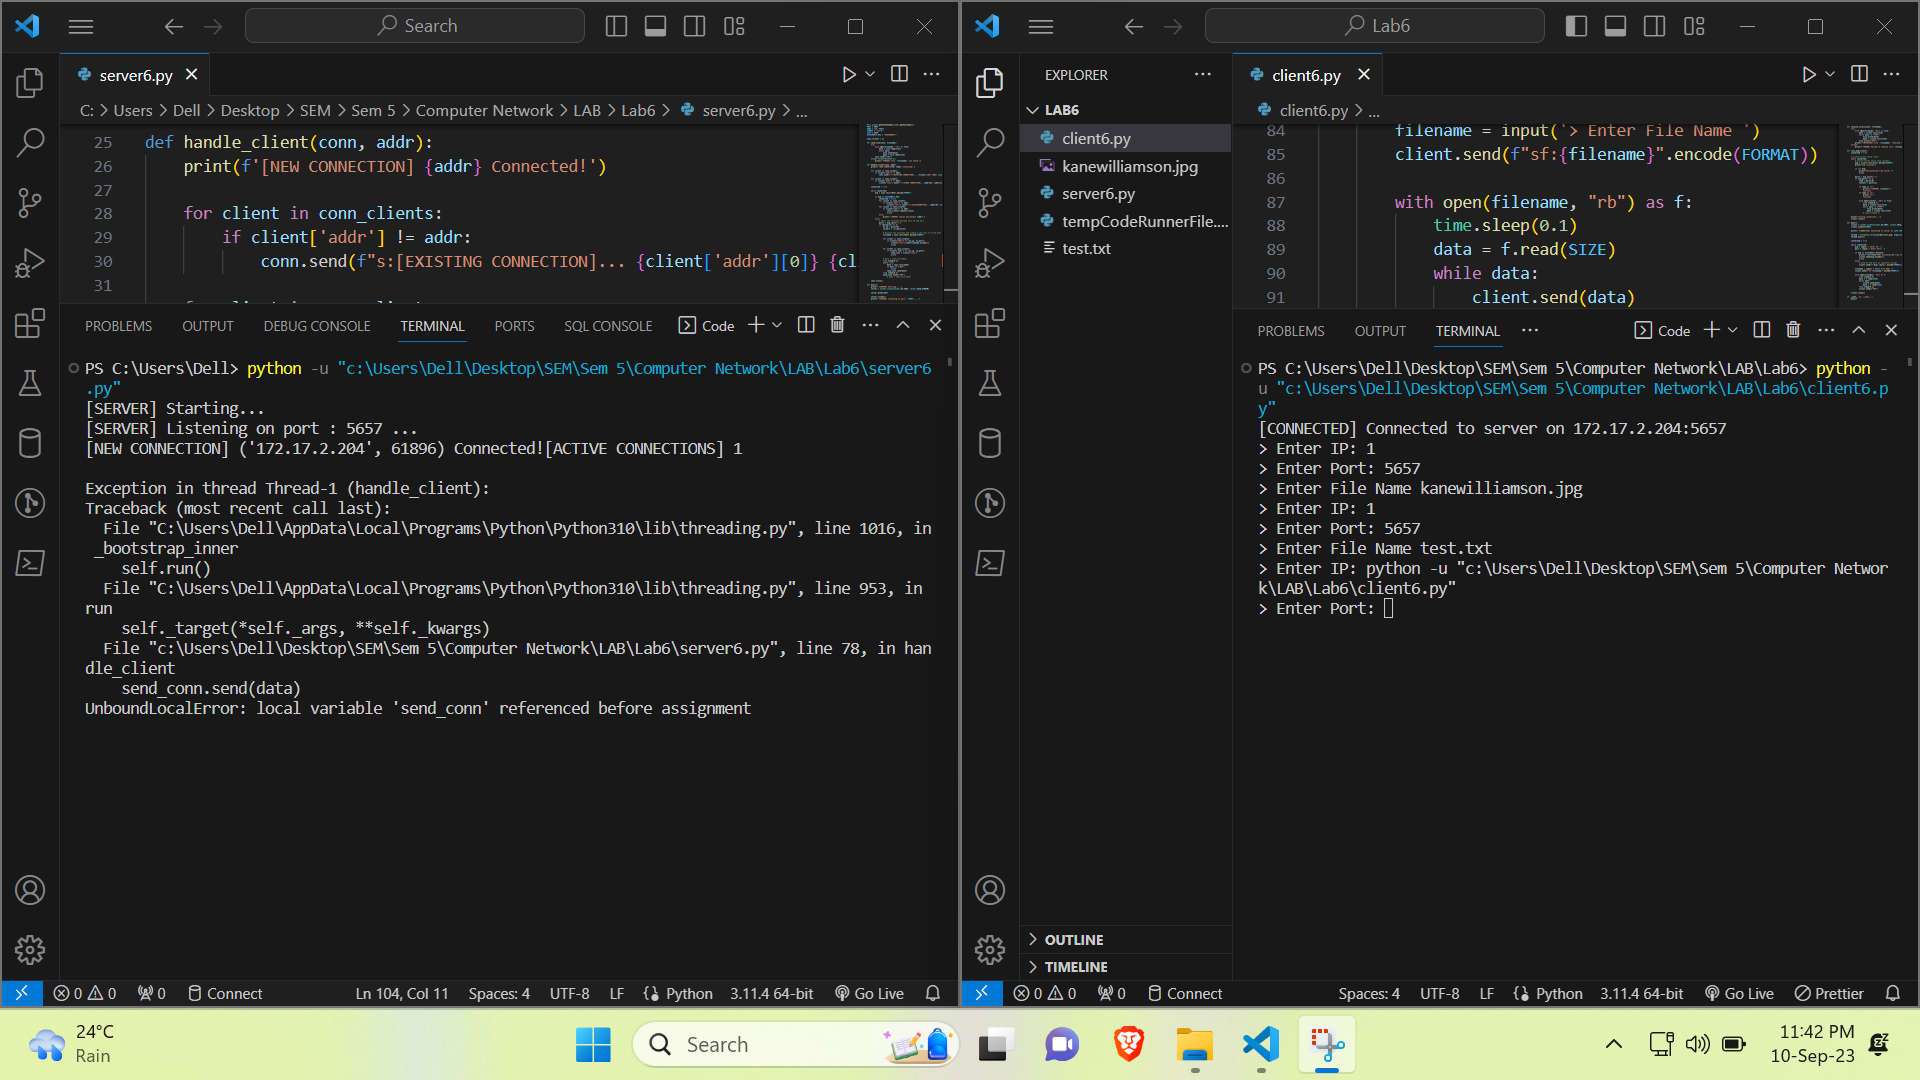 Search
server6.py
C: > Users > Dell > Desktop > SEM > Sem 5 > Computer Network > LAB > Lab6 > server6.py > ...
25 def handle_client(conn, addr):
26 print(f'[NEW CONNECTION] {addr} Connected!')
27
28 for client in conn_clients:
29 if client['addr'] != addr:
30 conn.send(f"s:[EXISTING CONNECTION]... {client['addr'][0]} {cl
31
PROBLEMS OUTPUT DEBUG CONSOLE TERMINAL PORTS SQL CONSOLE Code
PS C:\Users\Dell> python -u "c:\Users\Dell\Desktop\SEM\Sem 5\Computer Network\LAB\Lab6\server6
.py"
[SERVER] Starting...
[SERVER] Listening on port : 5657 ...
[NEW CONNECTION] ('172.17.2.204', 61896) Connected![ACTIVE CONNECTIONS] 1
Exception in thread Thread-1 (handle_client):
Traceback (most recent call last):
File "C:\Users\Dell\AppData\Local\Programs\Python\Python310\lib\threading.py", line 1016, in
_bootstrap_inner
self.run()
File "C:\Users\Dell\AppData\Local\Programs\Python\Python310\lib\threading.py", line 953, in
run
self._target(*self._args, **self._kwargs)
File "c:\Users\Dell\Desktop\SEM\Sem 5\Computer Network\LAB\Lab6\server6.py", line 78, in han
dle_client
send_conn.send(data)
UnboundLocalError: local variable 'send_conn' referenced before assignment
0 0 0 Connect Ln 104, Col 11 Spaces: 4 UTF-8 LF Python 3.11.4 64-bit Go Live
Lab6
EXPLORER
LAB6
client6.py
kanewilliamson.jpg
server6.py
tempCodeRunnerFile....
test.txt
OUTLINE
TIMELINE
client6.py
client6.py > ...
84 filename = input('> Enter File Name ')
85 client.send(f"sf:{filename}".encode(FORMAT))
86
87 with open(filename, "rb") as f:
88 time.sleep(0.1)
89 data = f.read(SIZE)
90 while data:
91 client.send(data)
PROBLEMS OUTPUT TERMINAL Code
PS C:\Users\Dell\Desktop\SEM\Sem 5\Computer Network\LAB\Lab6> python -
u "c:\Users\Dell\Desktop\SEM\Sem 5\Computer Network\LAB\Lab6\client6.p
y"
[CONNECTED] Connected to server on 172.17.2.204:5657
> Enter IP: 1
> Enter Port: 5657
> Enter File Name kanewilliamson.jpg
> Enter IP: 1
> Enter Port: 5657
> Enter File Name test.txt
> Enter IP: python -u "c:\Users\Dell\Desktop\SEM\Sem 5\Computer Networ
k\LAB\Lab6\client6.py"
> Enter Port:
0 0 0 Connect Spaces: 4 UTF-8 LF Python 3.11.4 64-bit Go Live Prettier
24°C
Rain
Search
11:42 PM
10-Sep-23